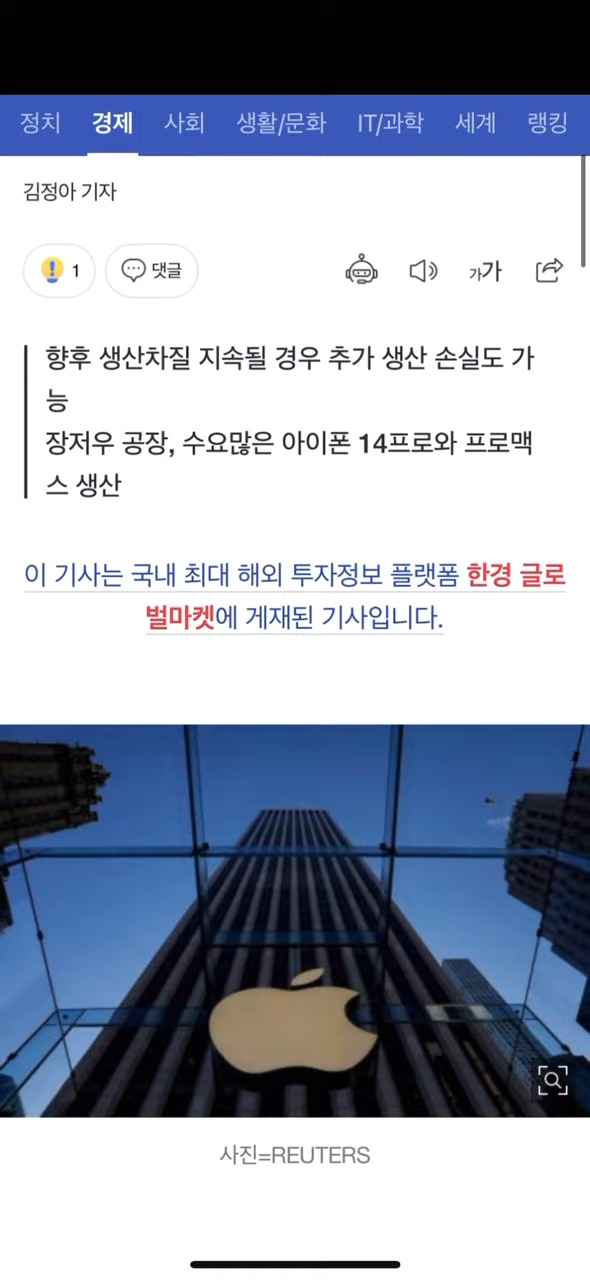 정치 경제 사회 생활/문화 IT/과학 세계 랭킹
김정아 기자
1 댓글 가가
향후 생산차질 지속될 경우 추가 생산 손실도 가
능
장저우 공장, 수요많은 아이폰 14프로와 프로맥
스 생산
이 기사는 국내 최대 해외 투자정보 플랫폼 한경 글로
벌마켓에 게재된 기사입니다.
사진=REUTERS